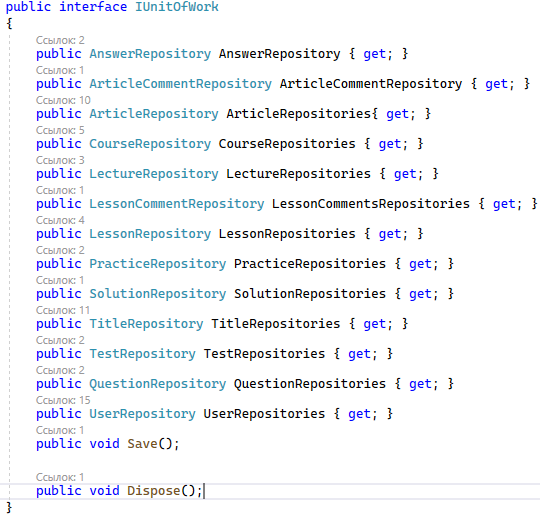 public interface IUnitOfWork
{
Ссылок: 2
public AnswerRepository AnswerRepository { get; }
Ссылок: 1
public ArticleCommentRepository ArticleCommentRepository { get; }
Ссылок: 10
public ArticleRepository ArticleRepositories{ get; }
Ссылок: 5
public CourseRepository CourseRepositories { get; }
Ссылок: 3
public LectureRepository LectureRepositories { get; }
Ссылок: 1
public LessonCommentRepository LessonCommentsRepositories { get; }
Ссылок: 4
public LessonRepository LessonRepositories { get; }
Ссылок: 2
public PracticeRepository PracticeRepositories { get; }
Ссылок: 1
public SolutionRepository SolutionRepositories { get; }
Ссылок: 11
public TitleRepository TitleRepositories { get; }
Ссылок: 2
public TestRepository TestRepositories { get; }
Ссылок: 2
public QuestionRepository QuestionRepositories { get; }
Ссылок: 15
public UserRepository UserRepositories { get; }
Ссылок: 1
public void Save();
Ссылок: 1
public void Dispose();
}